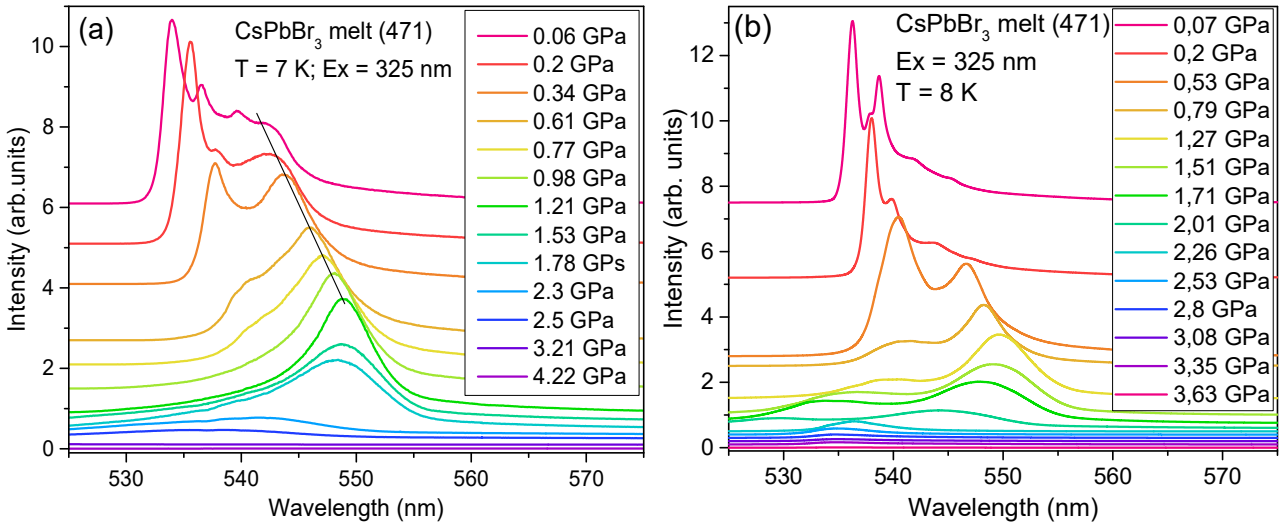 (a)
CsPbBr3 melt (471)
T = 7 K; Ex = 325 nm
0.06 GPa
0.2 GPa
0.34 GPa
0.61 GPa
0.77 GPa
0.98 GPa
1.21 GPa
1.53 GPa
1.78 GPs
2.3 GPa
2.5 GPa
3.21 GPa
4.22 GPa
Intensity (arb.units)
10
8
6
4
2
0
530 540 550 560 570
Wavelength (nm)
(b)
CsPbBr3 melt (471)
Ex = 325 nm
T = 8 K
0,07 GPa
0,2 GPa
0,53 GPa
0,79 GPa
1,27 GPa
1,51 GPa
1,71 GPa
2,01 GPa
2,26 GPa
2,53 GPa
2,8 GPa
3,08 GPa
3,35 GPa
3,63 GPa
Intensity (arb. units)
12
10
8
6
4
2
0
530 540 550 560 570
Wavelength (nm)